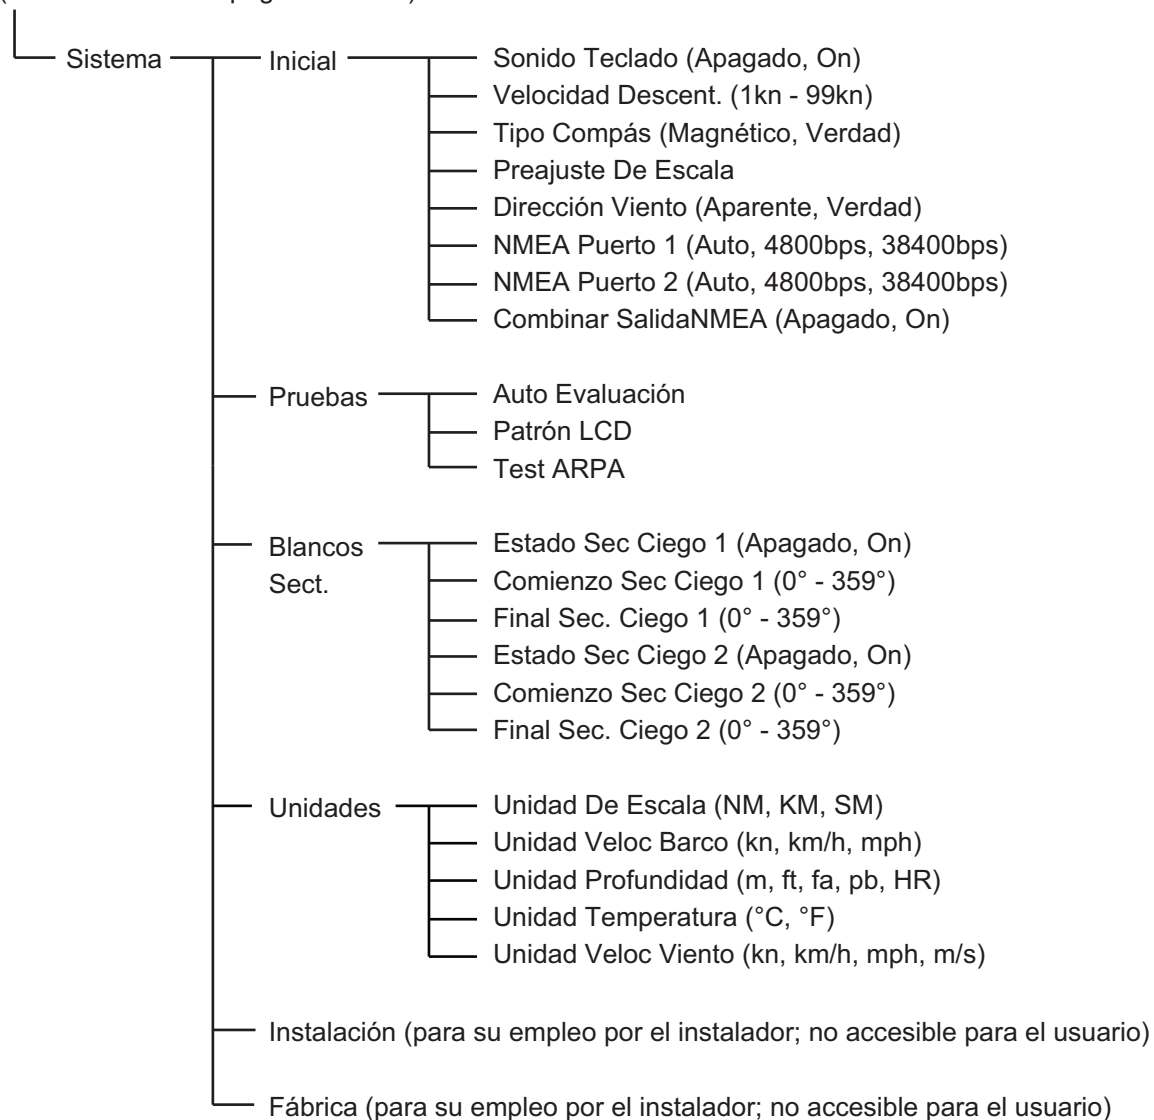 Sistema
Inicial
Sonido Teclado (Apagado, On)
Velocidad Descent. (1kn - 99kn)
Tipo Compás (Magnético, Verdad)
Preajuste De Escala
Dirección Viento (Aparente, Verdad)
NMEA Puerto 1 (Auto, 4800bps, 38400bps)
NMEA Puerto 2 (Auto, 4800bps, 38400bps)
Combinar SalidaNMEA (Apagado, On)
Pruebas
Auto Evaluación
Patrón LCD
Test ARPA
Blancos
Sect.
Estado Sec Ciego 1 (Apagado, On)
Comienzo Sec Ciego 1 (0° - 359°)
Final Sec. Ciego 1 (0° - 359°)
Estado Sec Ciego 2 (Apagado, On)
Comienzo Sec Ciego 2 (0° - 359°)
Final Sec. Ciego 2 (0° - 359°)
Unidades
Unidad De Escala (NM, KM, SM)
Unidad Veloc Barco (kn, km/h, mph)
Unidad Profundidad (m, ft, fa, pb, HR)
Unidad Temperatura (°C, °F)
Unidad Veloc Viento (kn, km/h, mph, m/s)
Instalación (para su empleo por el instalador; no accesible para el usuario)
Fábrica (para su empleo por el instalador; no accesible para el usuario)